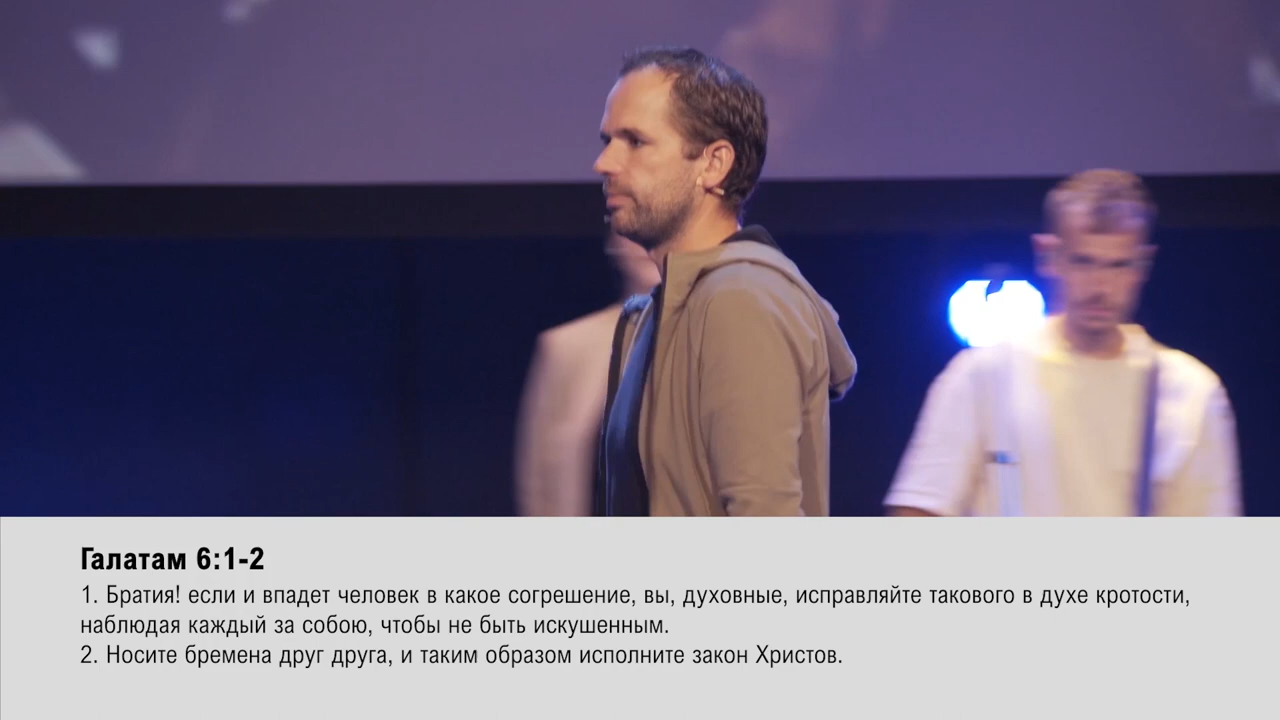 Галатам 6:1-2
1. Братия! если и впадет человек в какое согрешение, вы, духовные, исправляйте такового в духе кротости,
наблюдая каждый за собою, чтобы не быть искушенным.
2. Носите бремена друг друга, и таким образом исполните закон Христов.